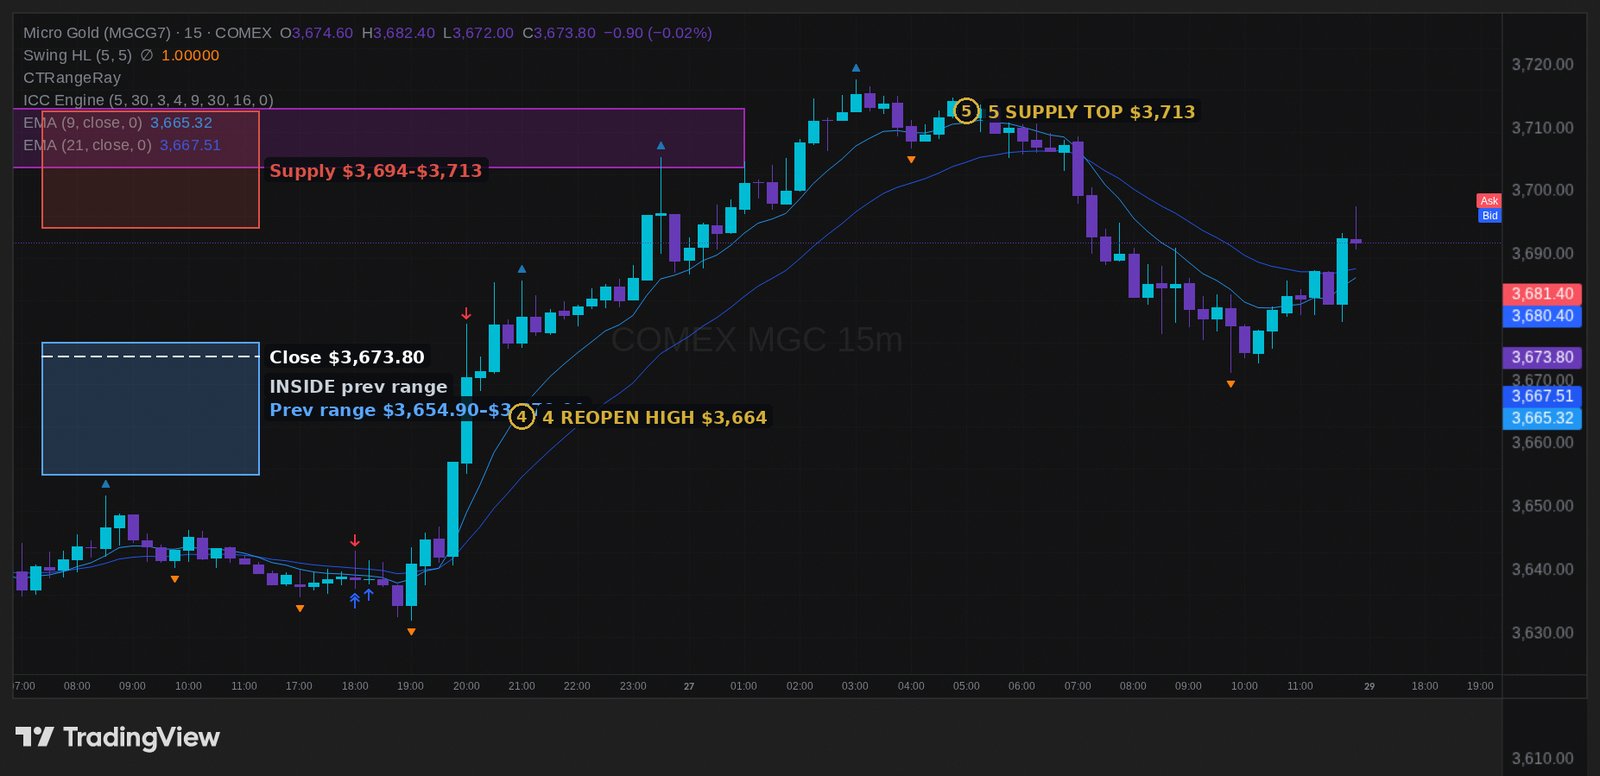 Micro Gold (MGCG7) · 15 · COMEX O3,674.60 H3,682.40 L3,672.00 C3,673.80 −0.90 (−0.02%)
Swing HL (5, 5) ∅ 1.00000
CTRangeRay
ICC Engine (5, 30, 3, 4, 9, 30, 16, 0)
EMA (9, close, 0) 3,665.32
EMA (21, close, 0) 3,667.51
Supply $3,694-$3,713
5 5 SUPPLY TOP $3,713
COMEX MGC 15m
Close $3,673.80
INSIDE prev range
Prev range $3,654.90-$3
4 4 REOPEN HIGH $3,664
3,720.00
3,710.00
3,700.00
Ask
Bid
3,690.00
3,681.40
3,680.40
3,673.80
3,670.00
3,667.51
3,665.32
3,660.00
3,650.00
3,640.00
3,630.00
3,610.00
07:00 08:00 09:00 10:00 11:00 17:00 18:00 19:00 20:00 21:00 22:00 23:00 27 01:00 02:00 03:00 04:00 05:00 06:00 07:00 08:00 09:00 10:00 11:00 29 18:00 19:00
TradingView